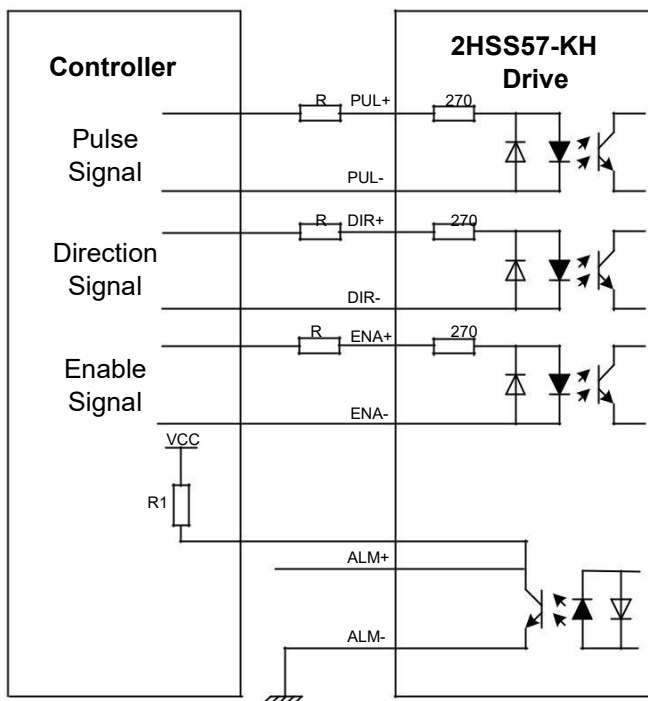 Controller
2HSS57-KH
Drive
R
PUL+
270
Pulse
Signal
PUL-
R
DIR+
270
Direction
Signal
DIR-
R
ENA+
270
Enable
Signal
ENA-
VCC
R1
ALM+
ALM-